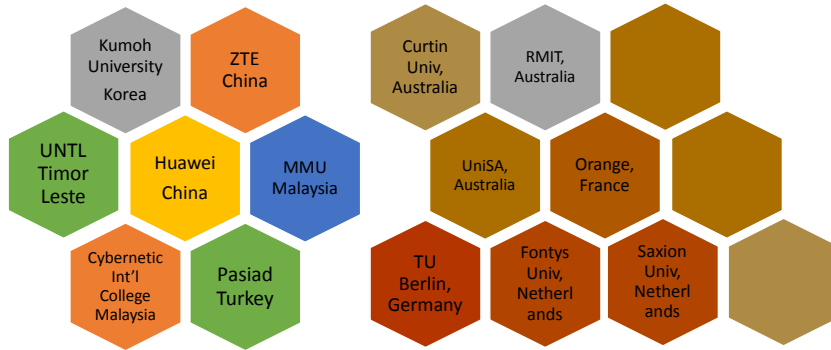 Kumoh
University
Korea
ZTE
China
UNTL
Timor
Leste
Huawei
China
MMU
Malaysia
Cybernetic
Int'l
College
Malaysia
Pasiad
Turkey
Curtin
Univ,
Australia
RMIT,
Australia
UniSA,
Australia
Orange,
France
TU
Berlin,
Germany
Fontys
Univ,
Netherl
ands
Saxion
Univ,
Netherl
ands